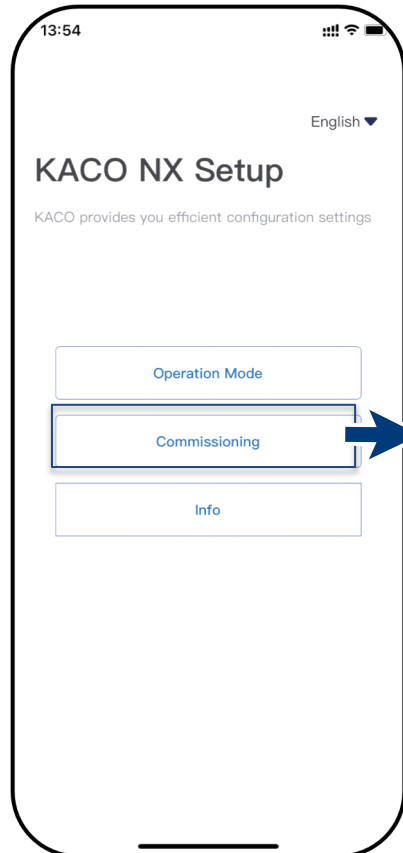 13:54
English
KACO NX Setup
KACO provides you efficient configuration settings
Operation Mode
Commissioning
Info